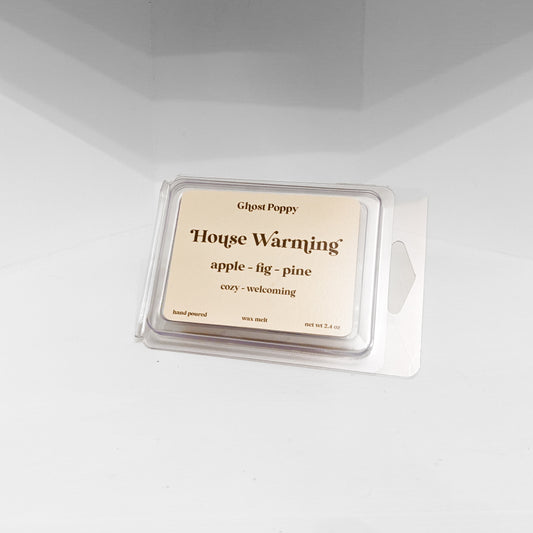 Ghost Poppy
House Warming
apple - fig - pine
cozy - welcoming
hand poured wax melt net wt 2.4 oz